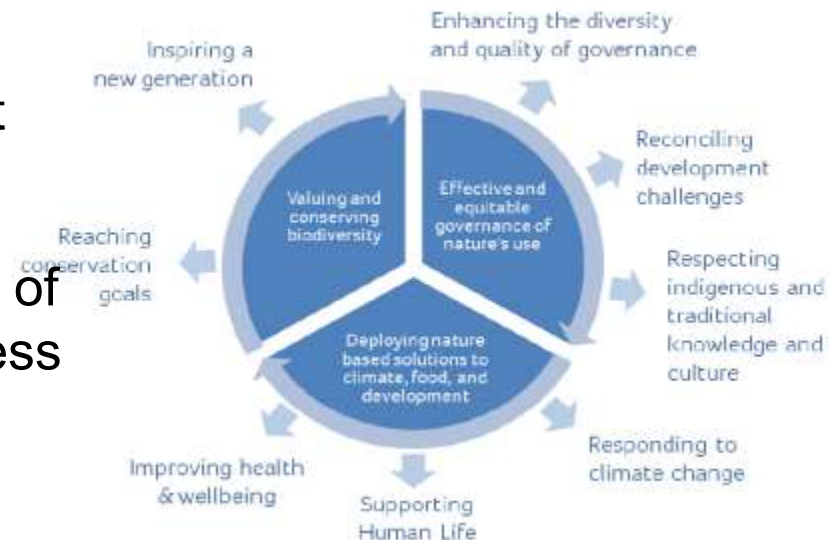 Enhancing the diversity
and quality of governance
Inspiring a
new generation
t
Reconciling
development
challenges
Valuing and
conserving
biodiversity
Effective and
equitable
governance of
nature's use
Reaching
conservation
goals
of
ess
Respecting
indigenous and
traditional
knowledge and
culture
Deploying nature
based solutions to
climate, food, and
development
Responding to
climate change
Improving health
& wellbeing
Supporting
Human Life